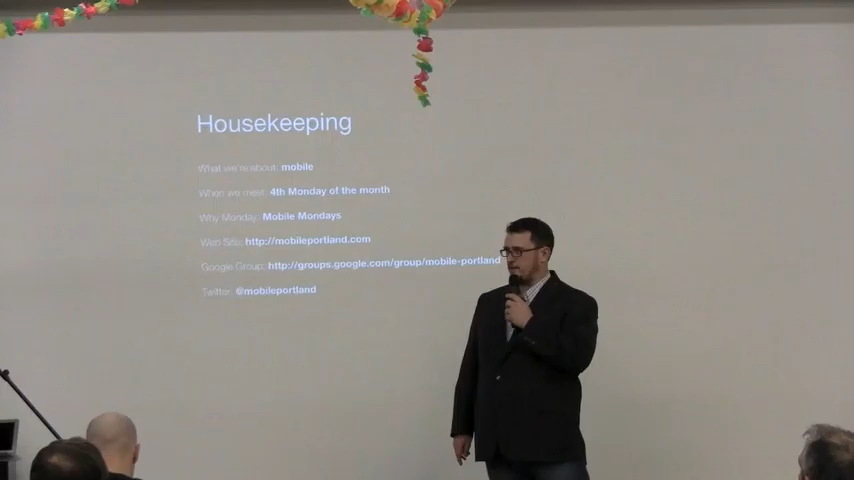 Housekeeping
What we're about: mobile
When we meet: 4th Monday of the month
Why Monday: Mobile Mondays
Web Site: http://mobileportland.com
Google Group: http://groups.google.com/group/mobile-portland
Twitter: @mobileportland